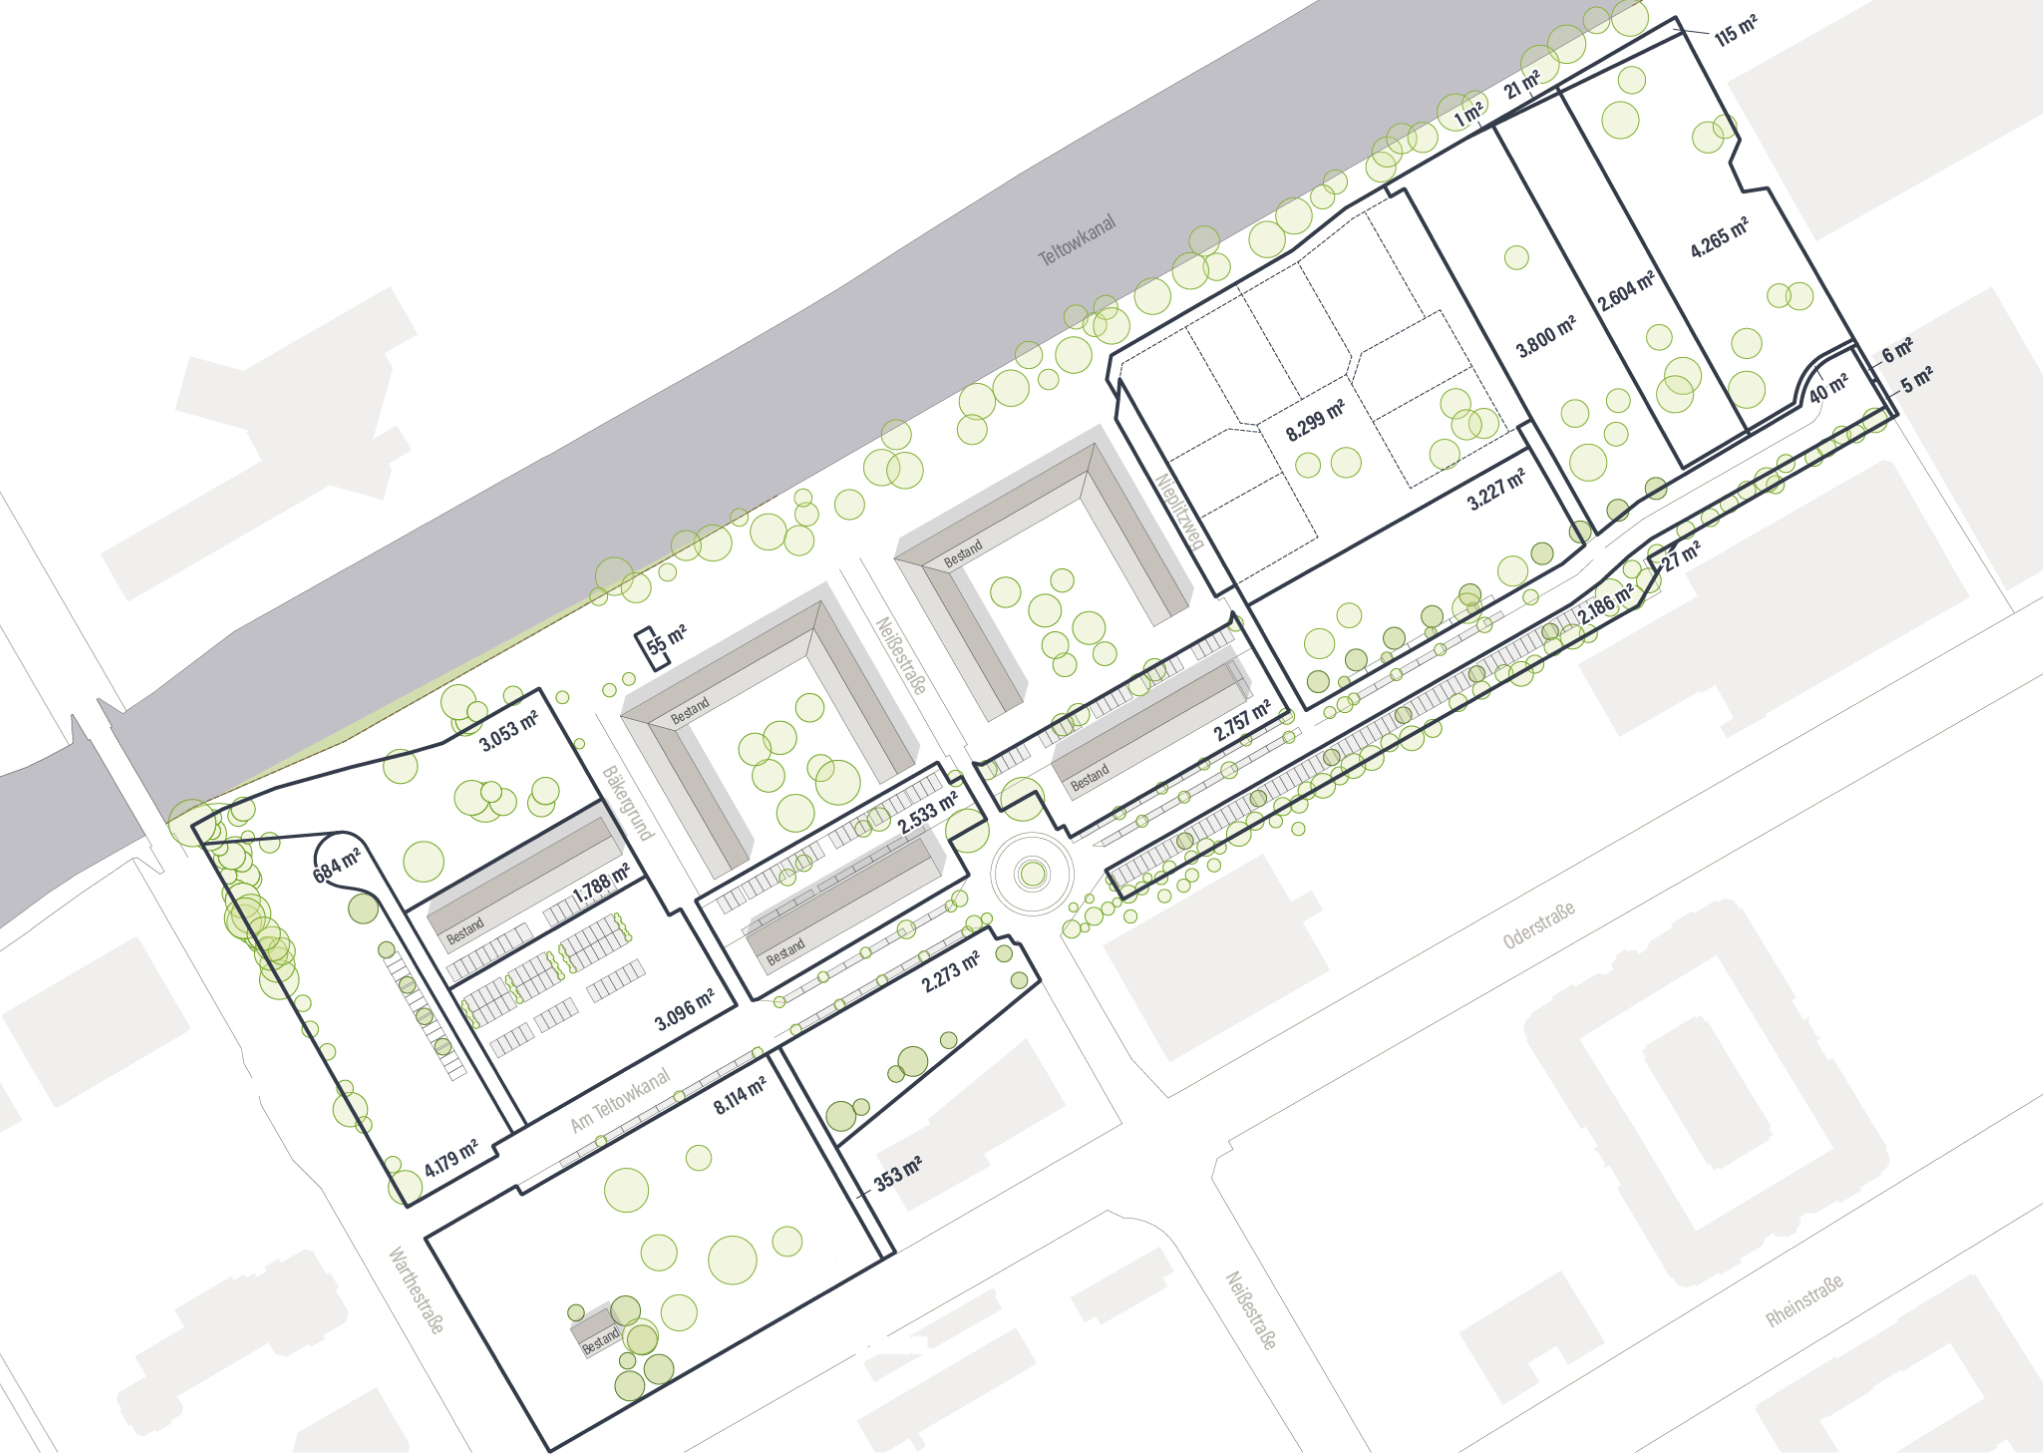 115 m²
21 m²
1 m²
Teltowkanal
4.265 m²
2.604 m²
3.800 m²
6 m²
5 m²
40 m²
8.299 m²
3.227 m²
Nieplitzweg
Bestand
27 m²
2.186 m²
55 m²
Neißestraße
Bestand
3.053 m²
2.757 m²
Bestand
Bäkergrund
2.533 m²
684 m²
1.788 m²
Bestand
Bestand
Oderstraße
2.273 m²
3.096 m²
Am Teltowkanal
8.114 m²
4.179 m²
353 m²
Warthestraße
Neißestraße
Rheinstraße
Bestand